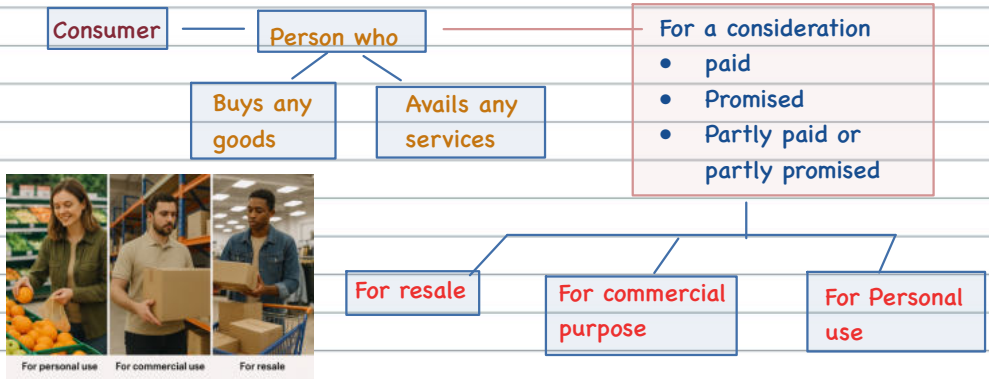 Consumer
Person who
For a consideration
• paid
• Promised
• Partly paid or
partly promised
Buys any
goods
Avails any
services
For resale
For commercial
purpose
For Personal
use
For personal use
For commercial use
For resale